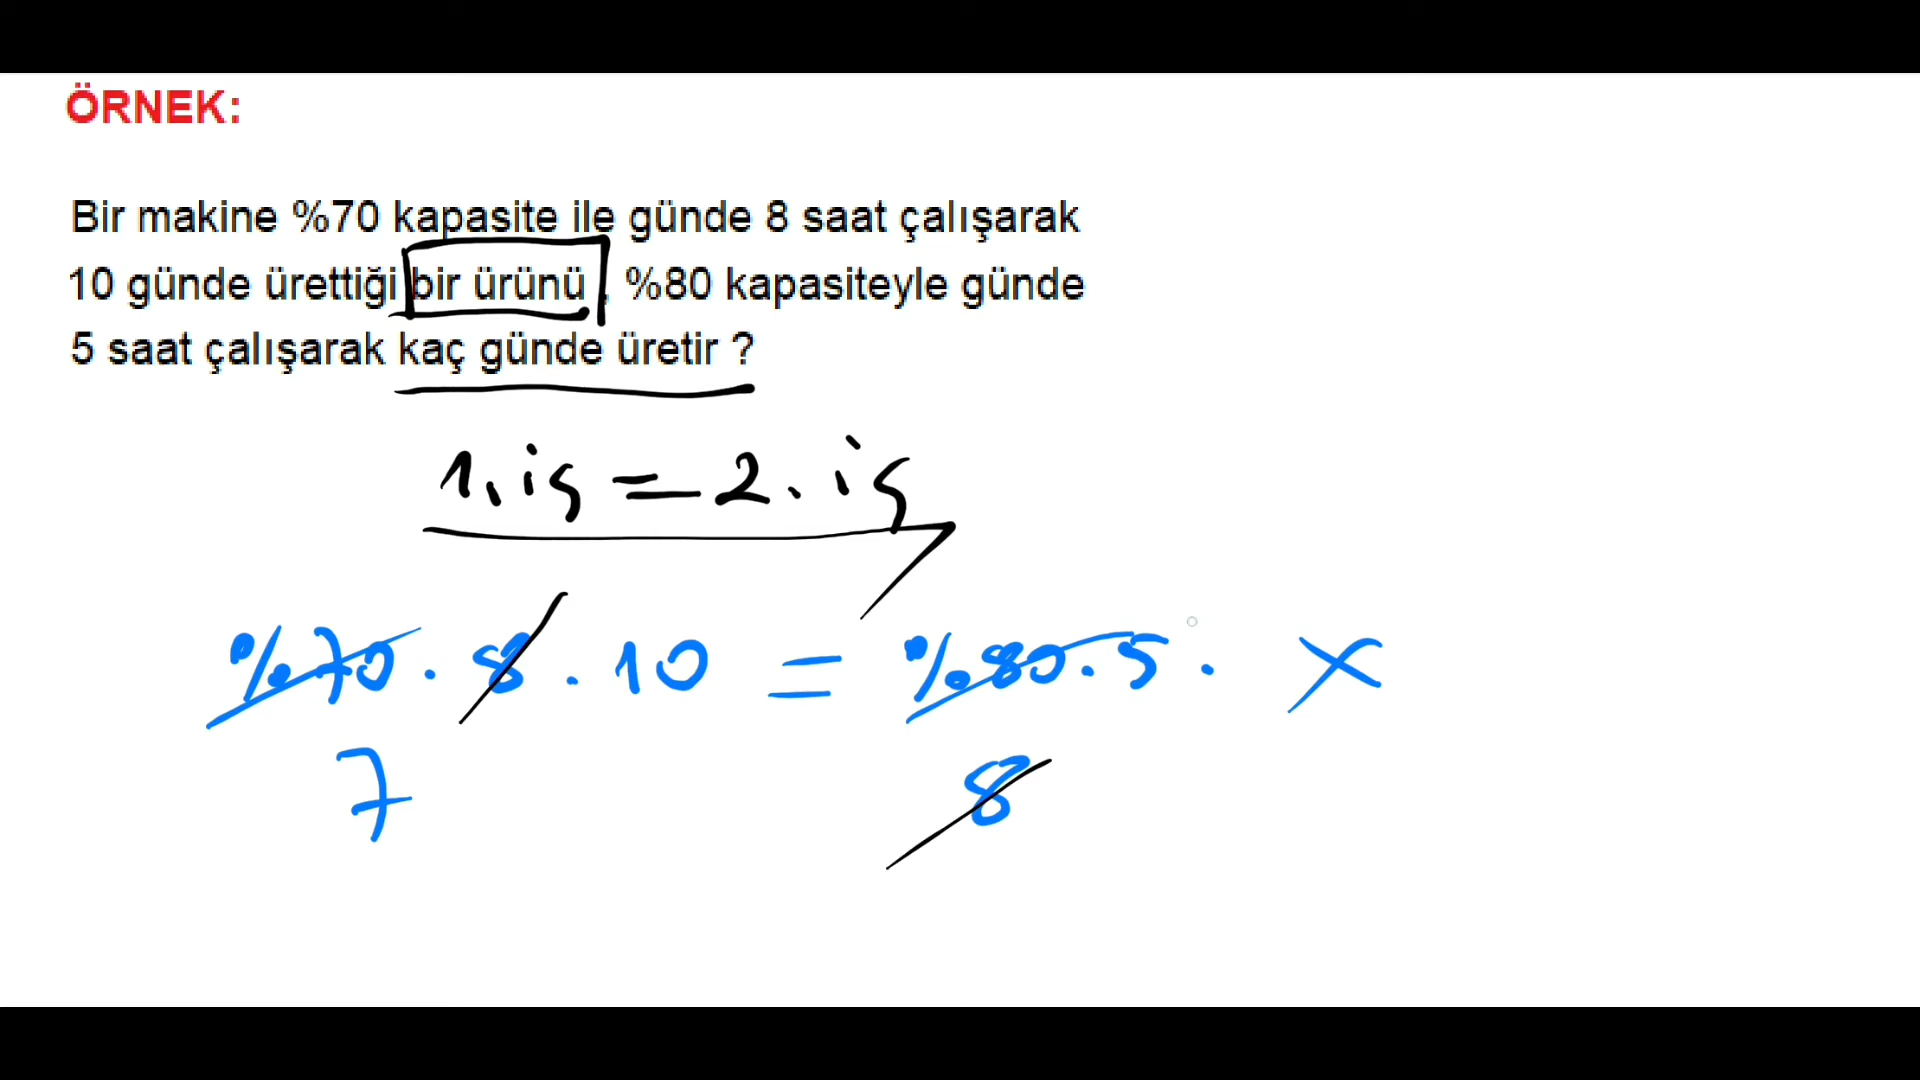 ÖRNEK:
Bir makine %70 kapasite ile günde 8 saat çalışarak
10 günde ürettiği bir ürünü , %80 kapasiteyle günde
5 saat çalışarak kaç günde üretir ?
1. iş = 2. iş
%70 . 8 . 10 = %80 . 5 . x
7 8